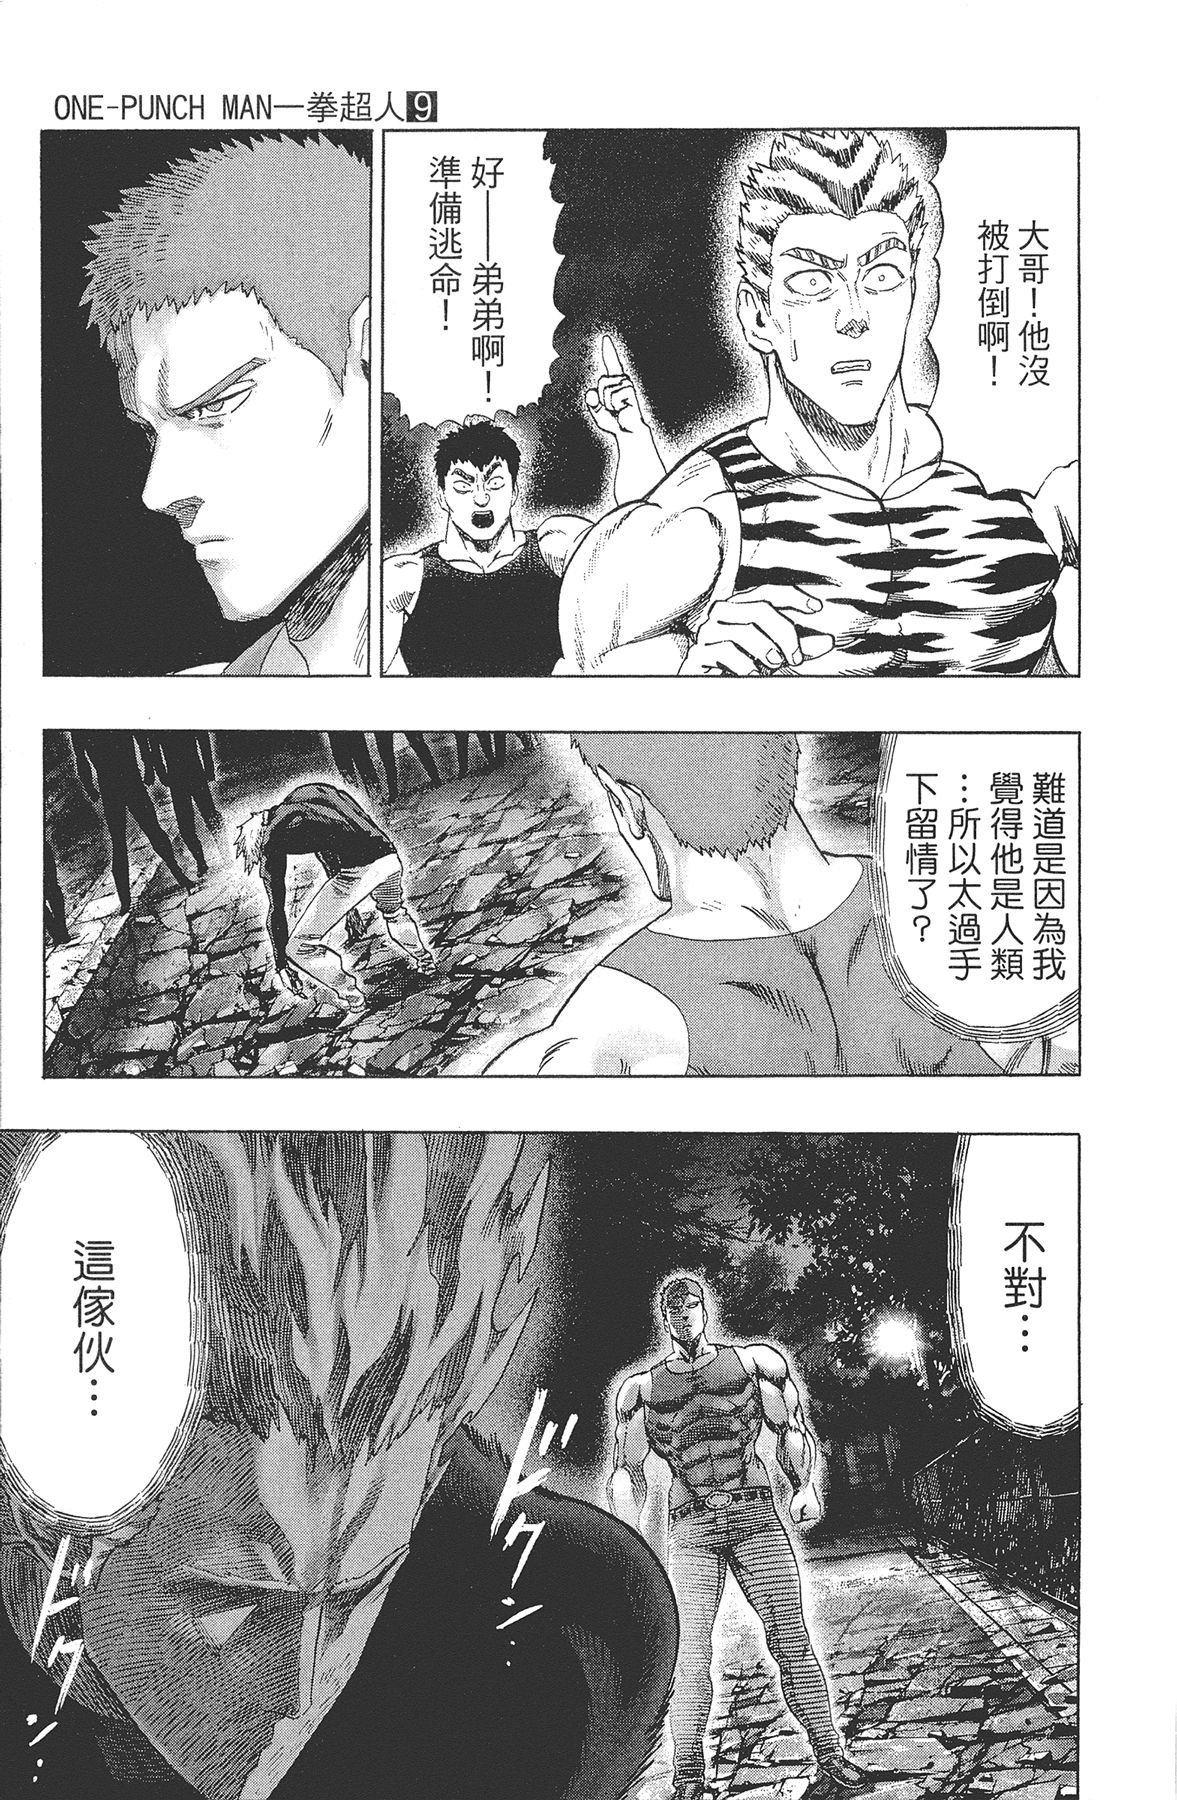 ONE-PUNCH MAN一拳超人9
大哥！他沒
被打倒啊！
好——弟弟啊！
準備逃命！
難道是因為我
覺得他是人類
…所以太過手
下留情了？
不對…
這傢伙…
ドクン
ドクン